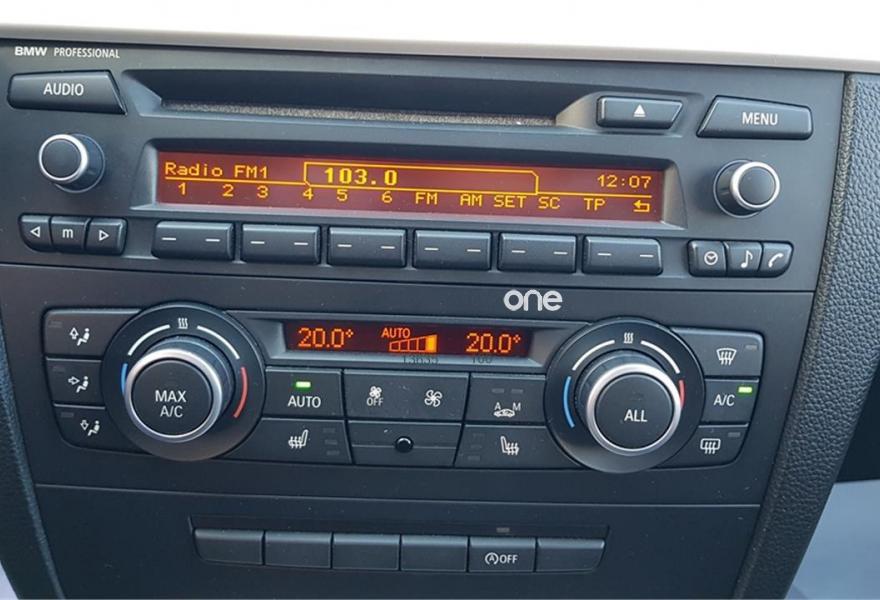 BMW PROFESSIONAL
AUDIO
MENU
Radio FM1 103.0 12:07
1 2 3 4 5 6 FM AM SET SC TP
m
one
20.0° AUTO 20.0°
MAX A/C
AUTO
OFF
A M
ALL
A/C
A OFF